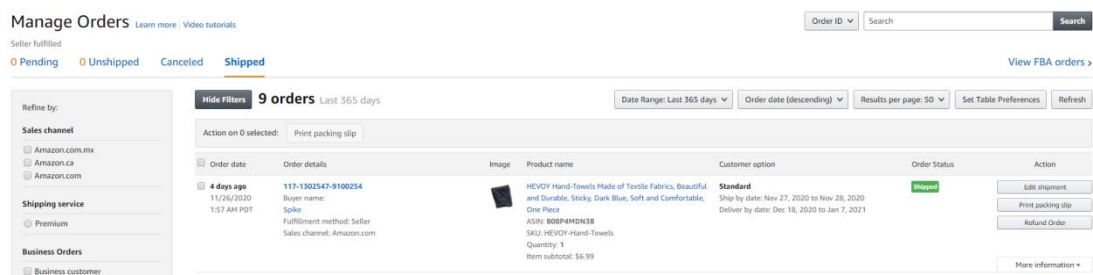 Manage Orders Learn more | Video tutorials
Order ID Search Search
Seller fulfilled
0 Pending 0 Unshipped Canceled Shipped
View FBA orders ›
Refine by:
Sales channel
Amazon.com.mx
Amazon.ca
Amazon.com
Shipping service
Premium
Business Orders
Business customer
Hide Filters 9 orders Last 365 days
Date Range: Last 365 days Order date (descending) Results per page: 50 Set Table Preferences Refresh
Action on 0 selected: Print packing slip
Order date Order details Image Product name Customer option Order Status Action
4 days ago
11/26/2020
1:57 AM PDT
117-1302547-9100254
Buyer name:
Spike
Fulfillment method: Seller
Sales channel: Amazon.com
HEVOY Hand-Towels Made of Textile Fabrics, Beautiful
and Durable, Sticky, Dark Blue, Soft and Comfortable,
One Piece
ASIN: B08P4MDN38
SKU: HEVOY-Hand-Towels
Quantity: 1
Item subtotal: $6.99
Standard
Ship by date: Nov 27, 2020 to Nov 28, 2020
Deliver by date: Dec 18, 2020 to Jan 7, 2021
Shipped
Edit shipment
Print packing slip
Refund Order
More information